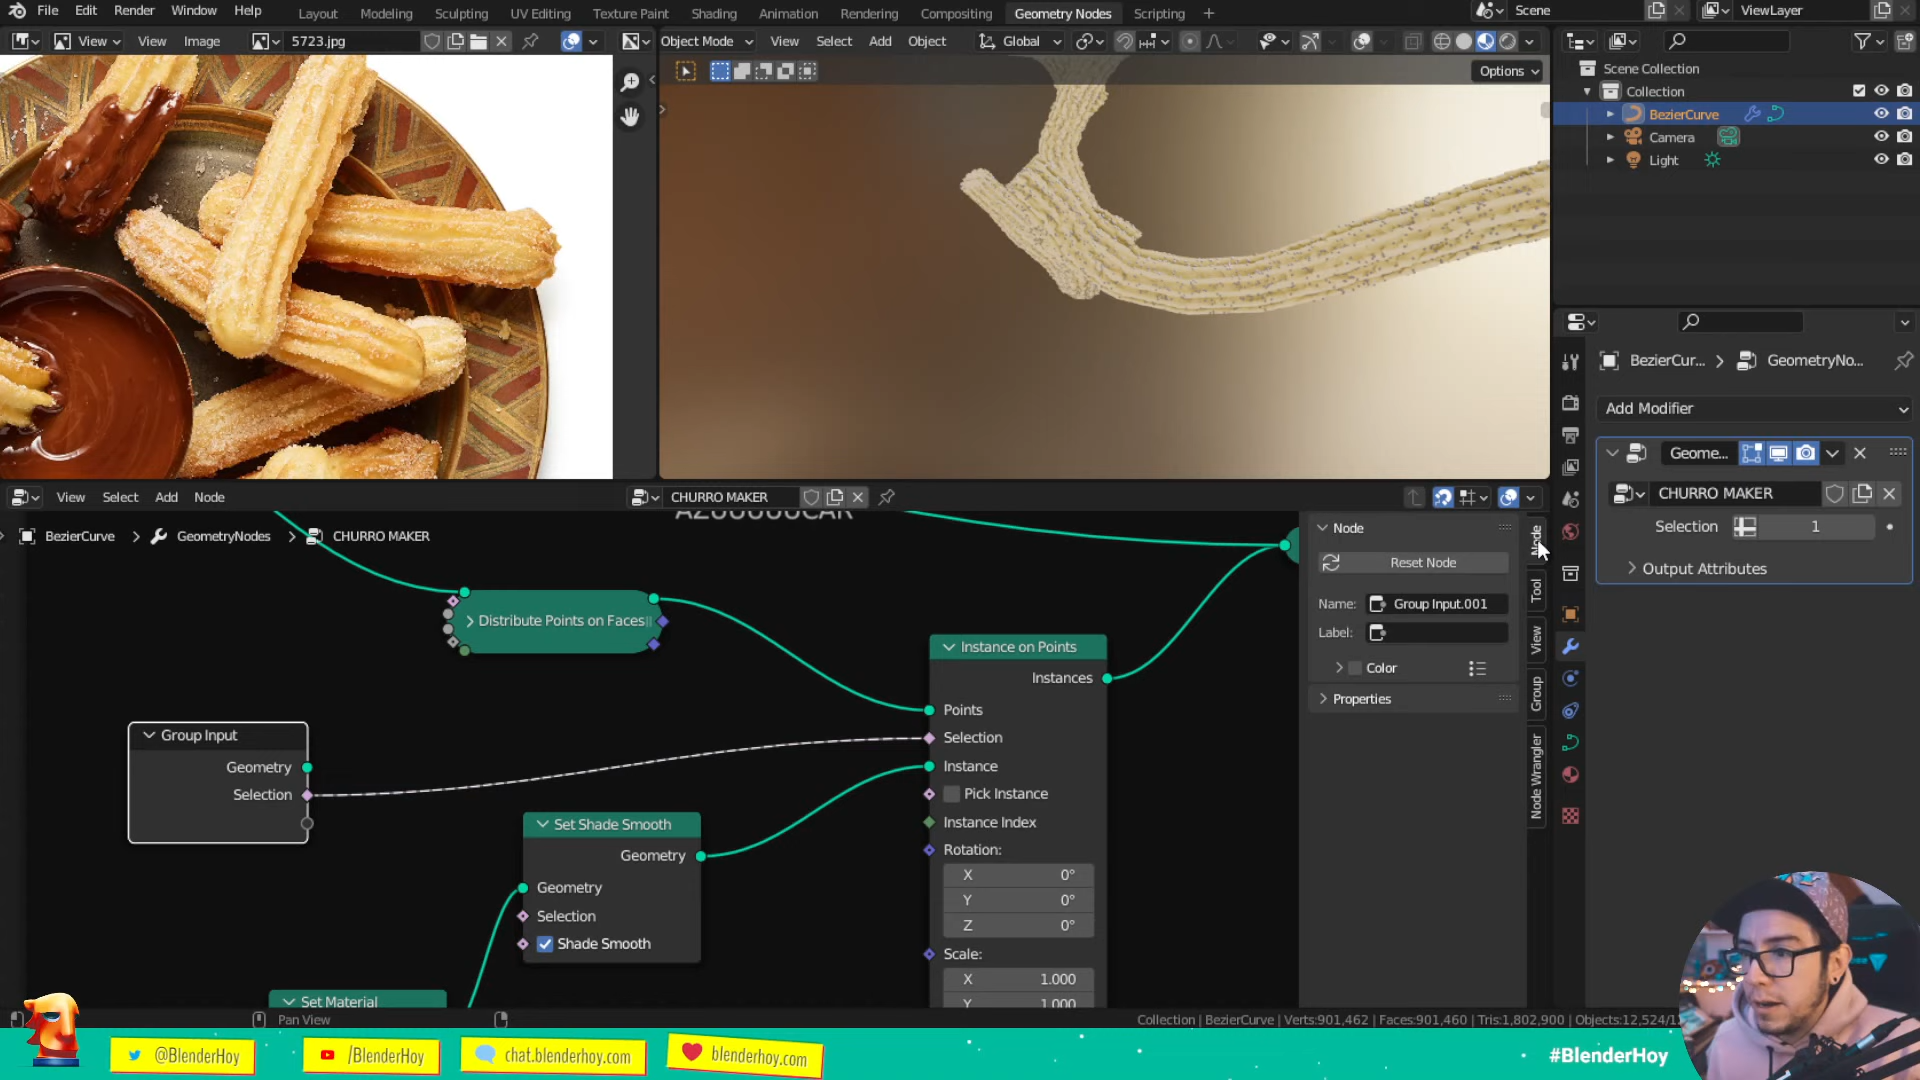 File Edit Render Window Help Layout Modeling Sculpting UV Editing Texture Paint Shading Animation Rendering Compositing Geometry Nodes Scripting + Scene ViewLayer
View View Image 5723.jpg Object Mode View Select Add Object Global
Options
Scene Collection
Collection
BezierCurve
Camera
Light
BezierCur... > GeometryNo...
Add Modifier
Geome...
CHURRO MAKER
Selection 1
Output Attributes
View Select Add Node CHURRO MAKER
BezierCurve > GeometryNodes > CHURRO MAKER
Distribute Points on Faces
Group Input
Geometry
Selection
Set Shade Smooth
Geometry
Geometry
Selection
Shade Smooth
Set Material
Instance on Points
Instances
Points
Selection
Instance
Pick Instance
Instance Index
Rotation:
X 0°
Y 0°
Z 0°
Scale:
X 1.000
Y 1.000
Node
Reset Node
Name: Group Input.001
Label:
Color
Properties
Node
Tool
View
Group
Node Wrangler
Pan View
Collection | BezierCurve | Verts:901,462 | Faces:901,460 | Tris:1,802,900 | Objects:12,524/1
@BlenderHoy /BlenderHoy chat.blenderhoy.com blenderhoy.com #BlenderHoy